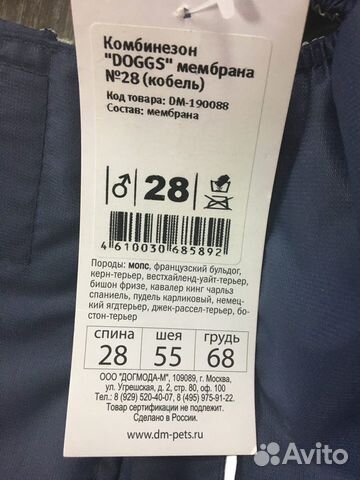 Комбинезон
"DOGGS" мембрана
№28 (кобель)
Код товара: DM-190088
Состав: мембрана
♂ 28
4 610030 685892
Породы: мопс, французский бульдог,
керн-терьер, вестхайленд-уайт-терьер,
бишон фризе, кавалер кинг чарльз
спаниель, пудель карликовый, немец-
кий ягдтерьер, джек-рассел-терьер, бо-
стон-терьер
спина шея грудь
28 55 68
ООО "ДОГМОДА-М", 109089, г. Москва,
ул. Угрешская, д. 2, стр. 80, оф. 100
Тел.: 8 (929) 520-40-07, 8 (495) 975-91-22.
Товар сертификации не подлежит.
Сделано в России.
www.dm-pets.ru
Avito